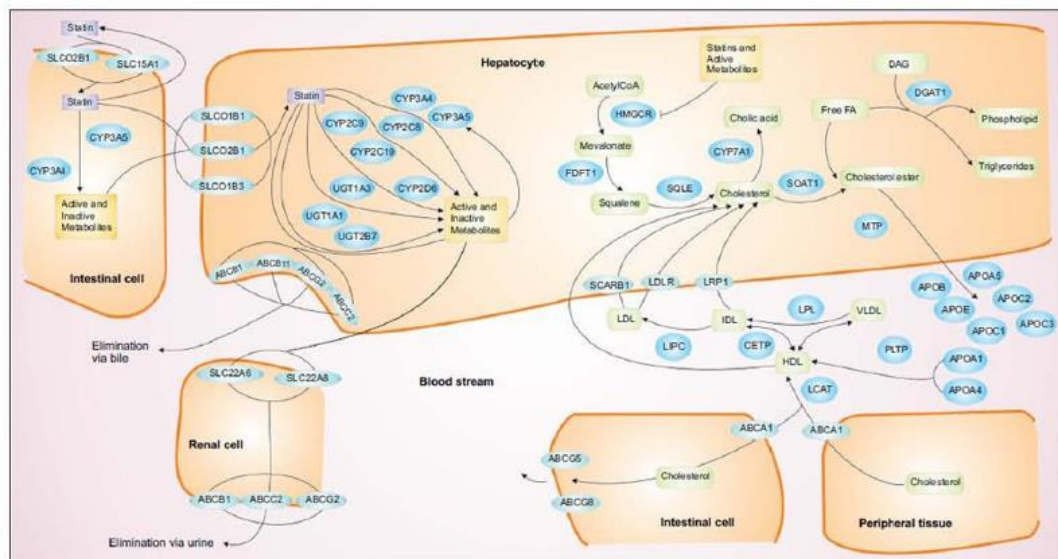 Statin
SLCO2B1
SLC15A1
Statin
CYP3A5
CYP3A4
Active and
Inactive
Metabolites
Intestinal cell
SLCO1B1
SLCO2B1
SLCO1B3
Hepatocyte
Statin
CYP3A4
CYP2C9
CYP2C8
CYP3A5
CYP2C19
UGT1A3
CYP2D6
UGT1A1
UGT2B7
Active and
Inactive
Metabolites
ABCB1
ABCB11
ABCG2
ABCC2
Elimination
via bile
Statins and
Active
Metabolites
AcetylCoA
HMGCR
Mevalonate
FDFT1
Squalene
SQLE
Cholic acid
CYP7A1
Cholesterol
SOAT1
DAG
DGAT1
Free FA
Phospholipid
Triglycerides
Cholesterol ester
MTP
SCARB1
LDLR
LRP1
LDL
IDL
LPL
VLDL
LIPC
CETP
HDL
PLTP
APOB
APOA5
APOE
APOC2
APOC1
APOC3
APOA1
APOA4
LCAT
Blood stream
SLC22A6
SLC22A8
Renal cell
ABCB1
ABCC2
ABCG2
Elimination via urine
ABCA1
ABCG5
Cholesterol
ABCG8
Intestinal cell
ABCA1
Cholesterol
Peripheral tissue